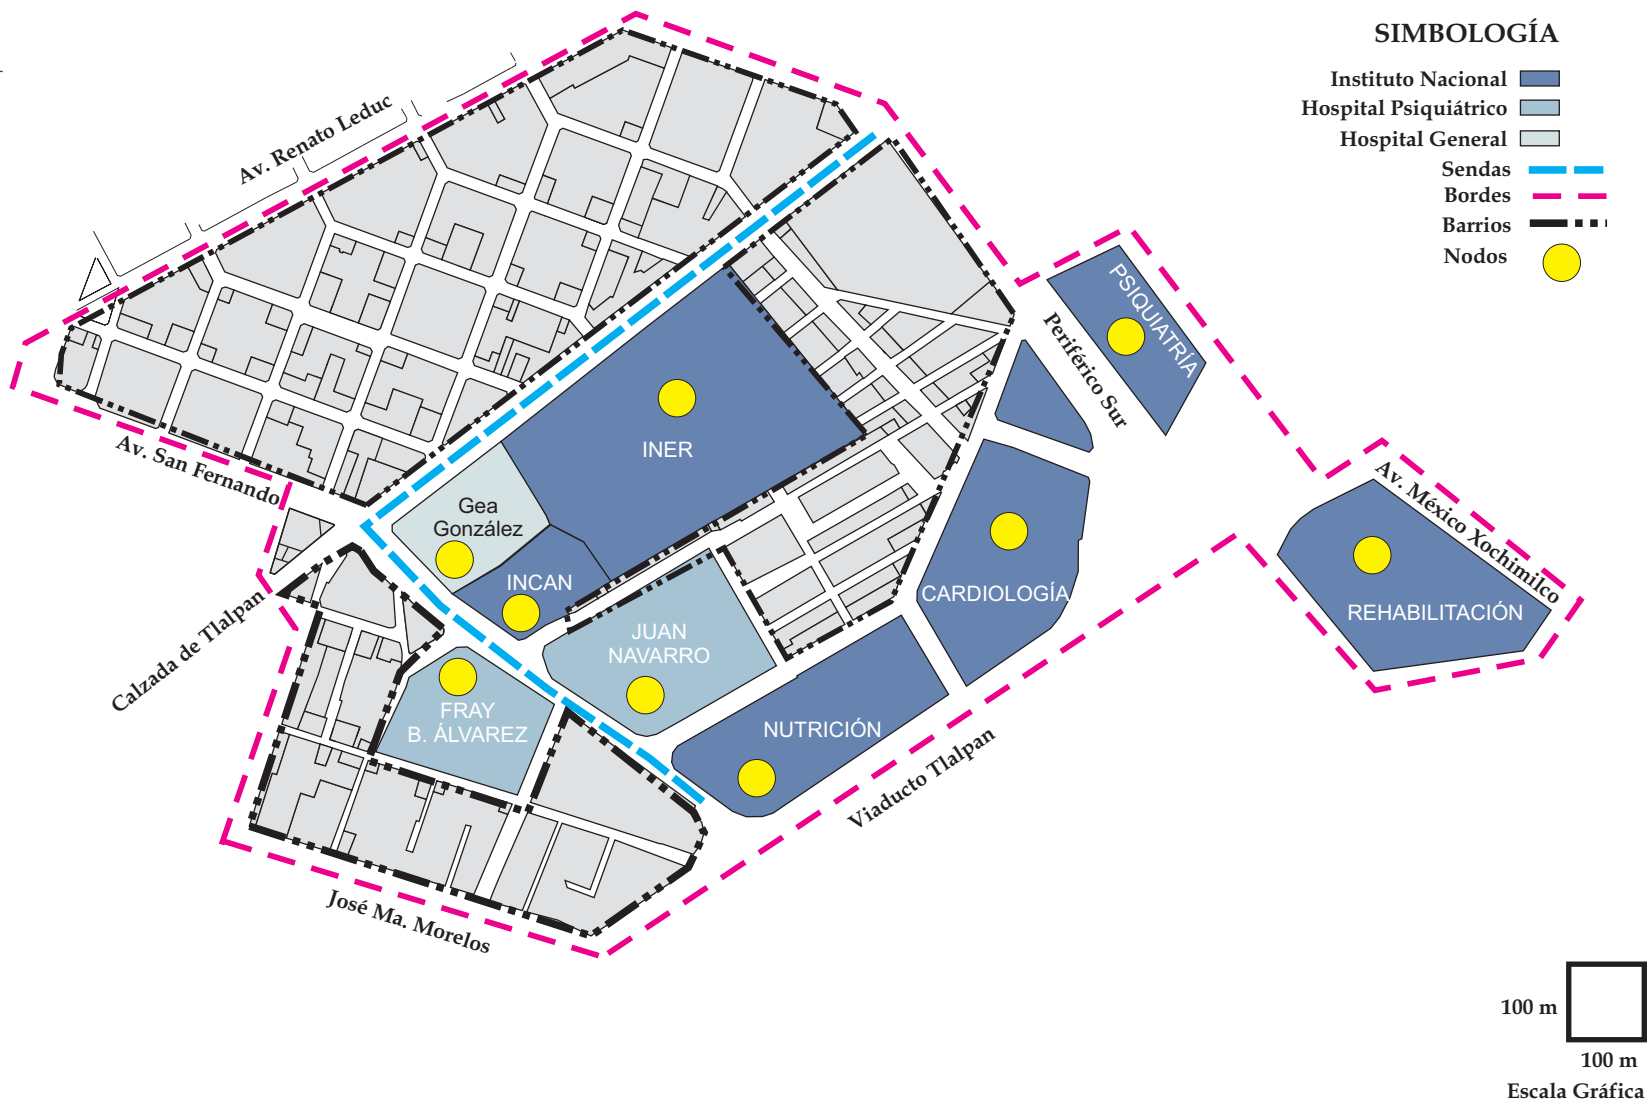 SIMBOLOGÍA
Instituto Nacional
Hospital Psiquiátrico
Hospital General
Sendas
Bordes
Barrios
Nodos
Av. Renato Leduc
PSIQUIATRÍA
Periférico Sur
INER
Av. San Fernando
Gea
González
Av. México Xochimilco
INCAN
CARDIOLOGÍA
REHABILITACIÓN
Calzada de Tlalpan
JUAN
NAVARRO
FRAY
B. ÁLVAREZ
NUTRICIÓN
Viaducto Tlalpan
José Ma. Morelos
100 m
100 m
Escala Gráfica